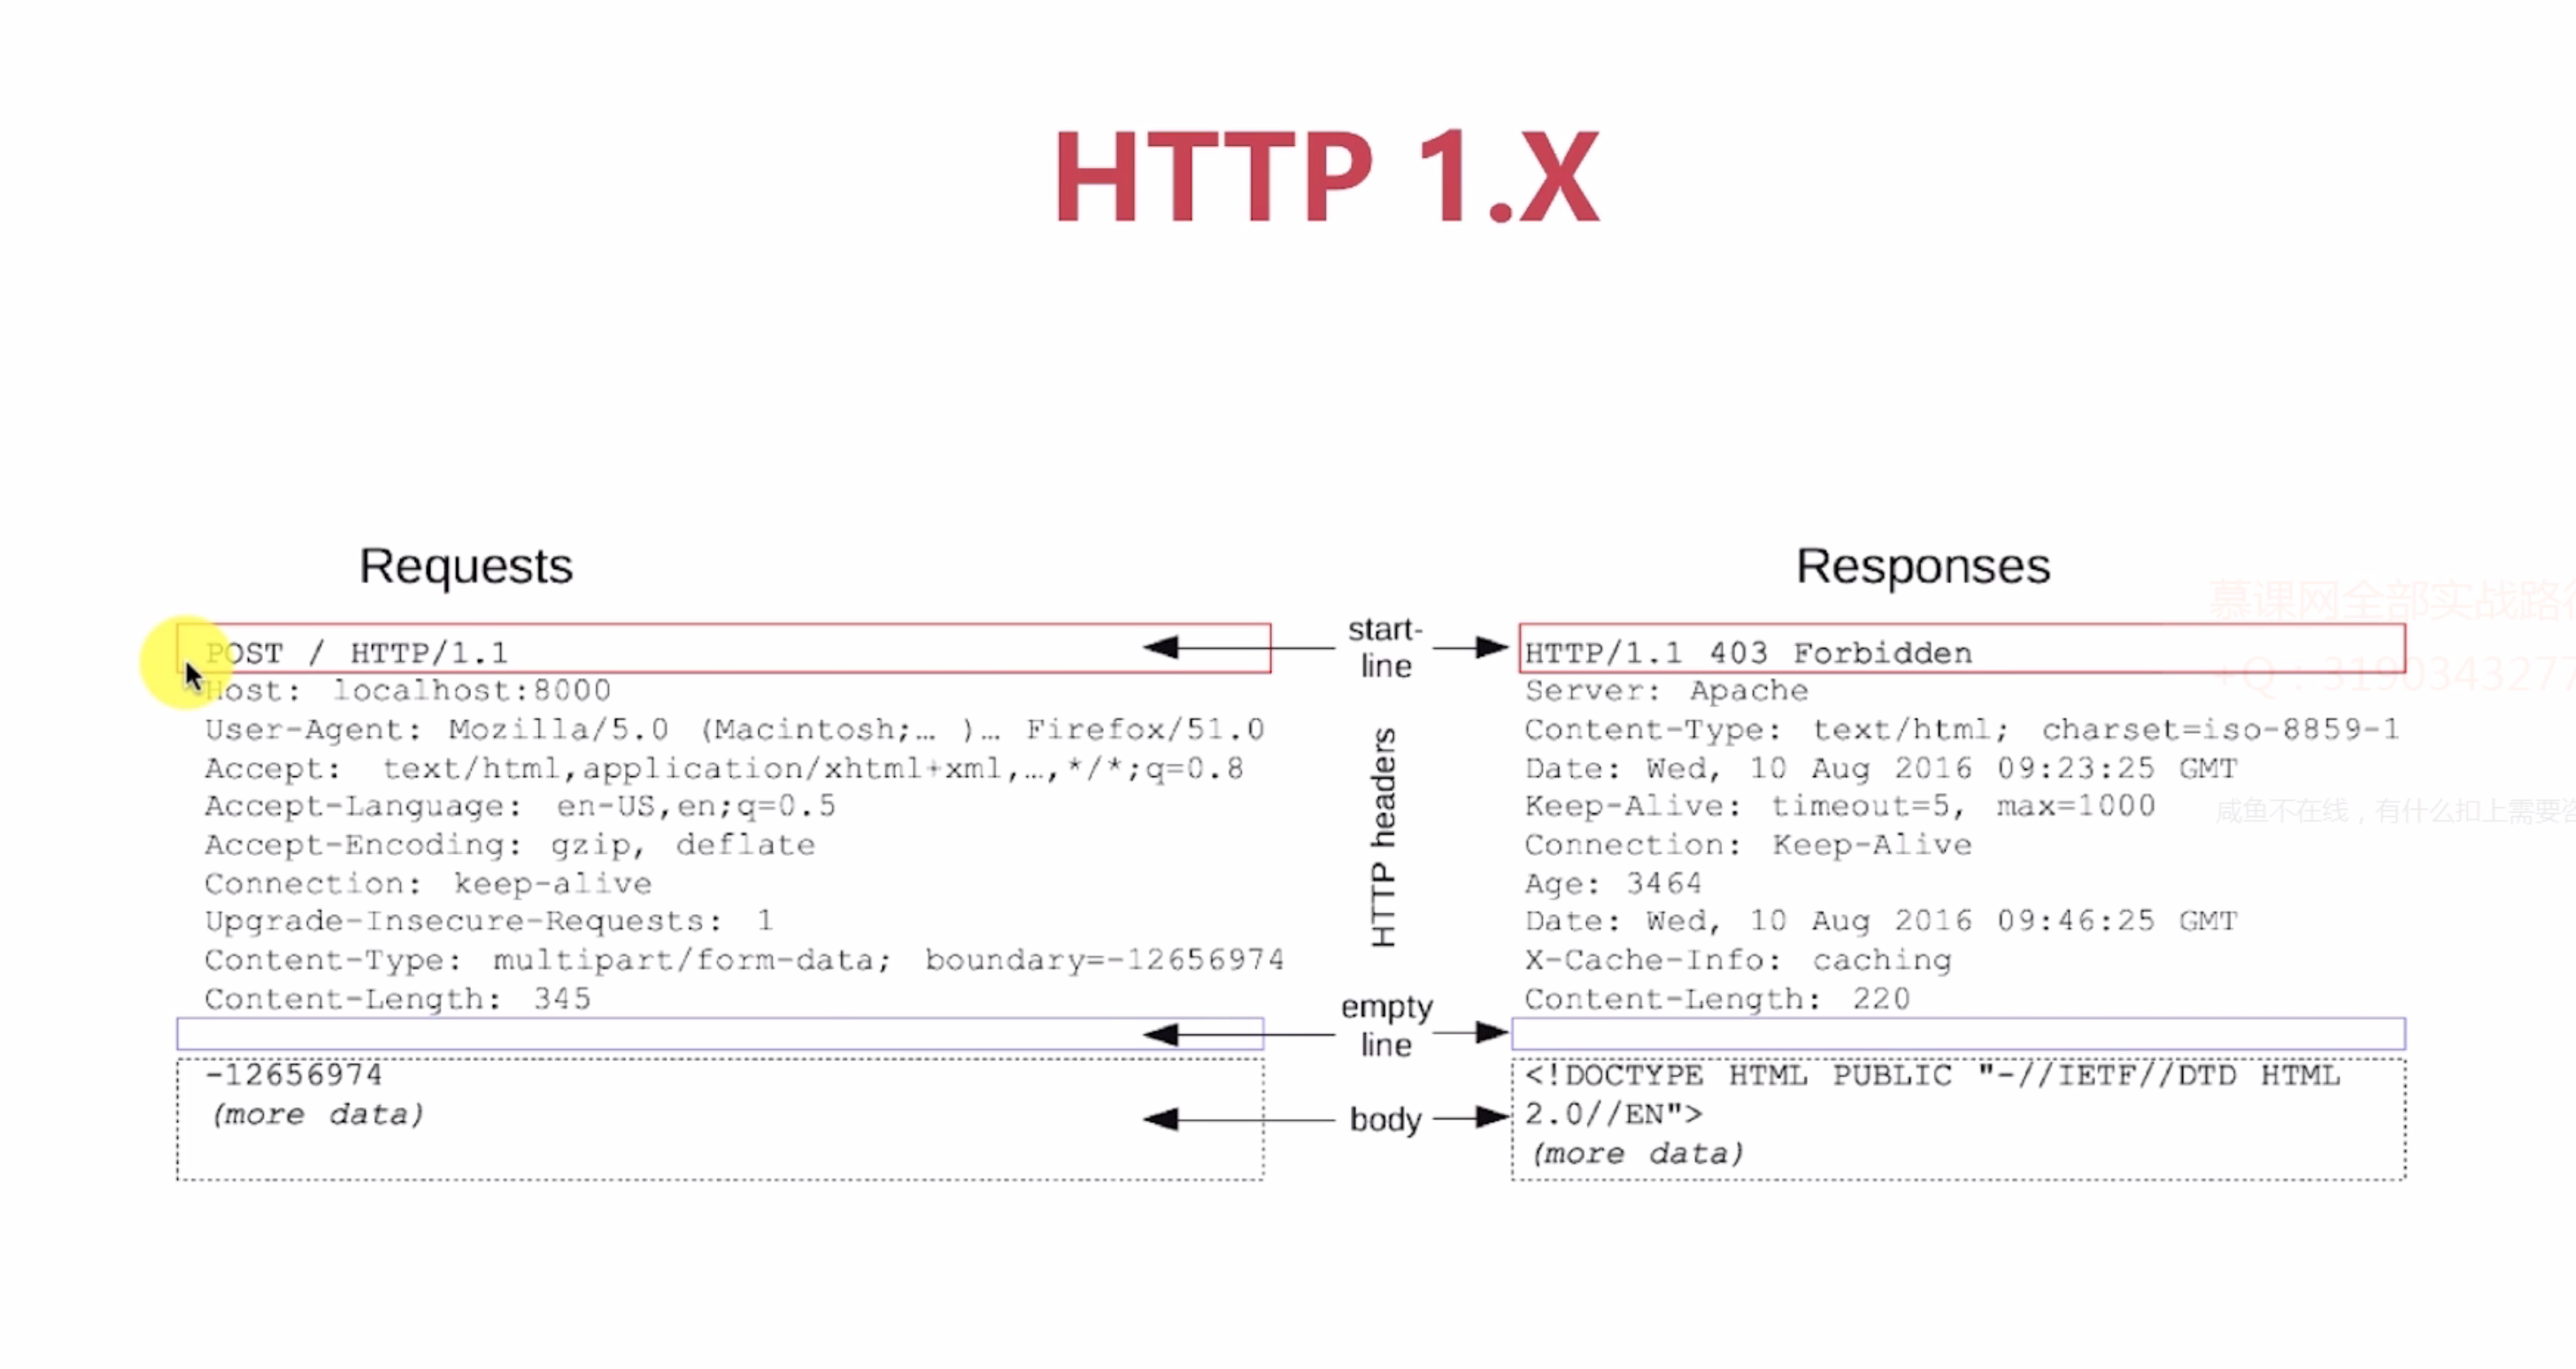 HTTP 1.X
Requests
POST / HTTP/1.1
Host: localhost:8000
User-Agent: Mozilla/5.0 (Macintosh;… )… Firefox/51.0
Accept: text/html,application/xhtml+xml,…,*/*;q=0.8
Accept-Language: en-US,en;q=0.5
Accept-Encoding: gzip, deflate
Connection: keep-alive
Upgrade-Insecure-Requests: 1
Content-Type: multipart/form-data; boundary=-12656974
Content-Length: 345
-12656974
(more data)
start-
line
HTTP headers
empty
line
body
Responses
HTTP/1.1 403 Forbidden
Server: Apache
Content-Type: text/html; charset=iso-8859-1
Date: Wed, 10 Aug 2016 09:23:25 GMT
Keep-Alive: timeout=5, max=1000
Connection: Keep-Alive
Age: 3464
Date: Wed, 10 Aug 2016 09:46:25 GMT
X-Cache-Info: caching
Content-Length: 220
<!DOCTYPE HTML PUBLIC "-//IETF//DTD HTML
2.0//EN">
(more data)
慕课网全部实战路
+Q：3190343277
咸鱼不在线，有什么扣上需要